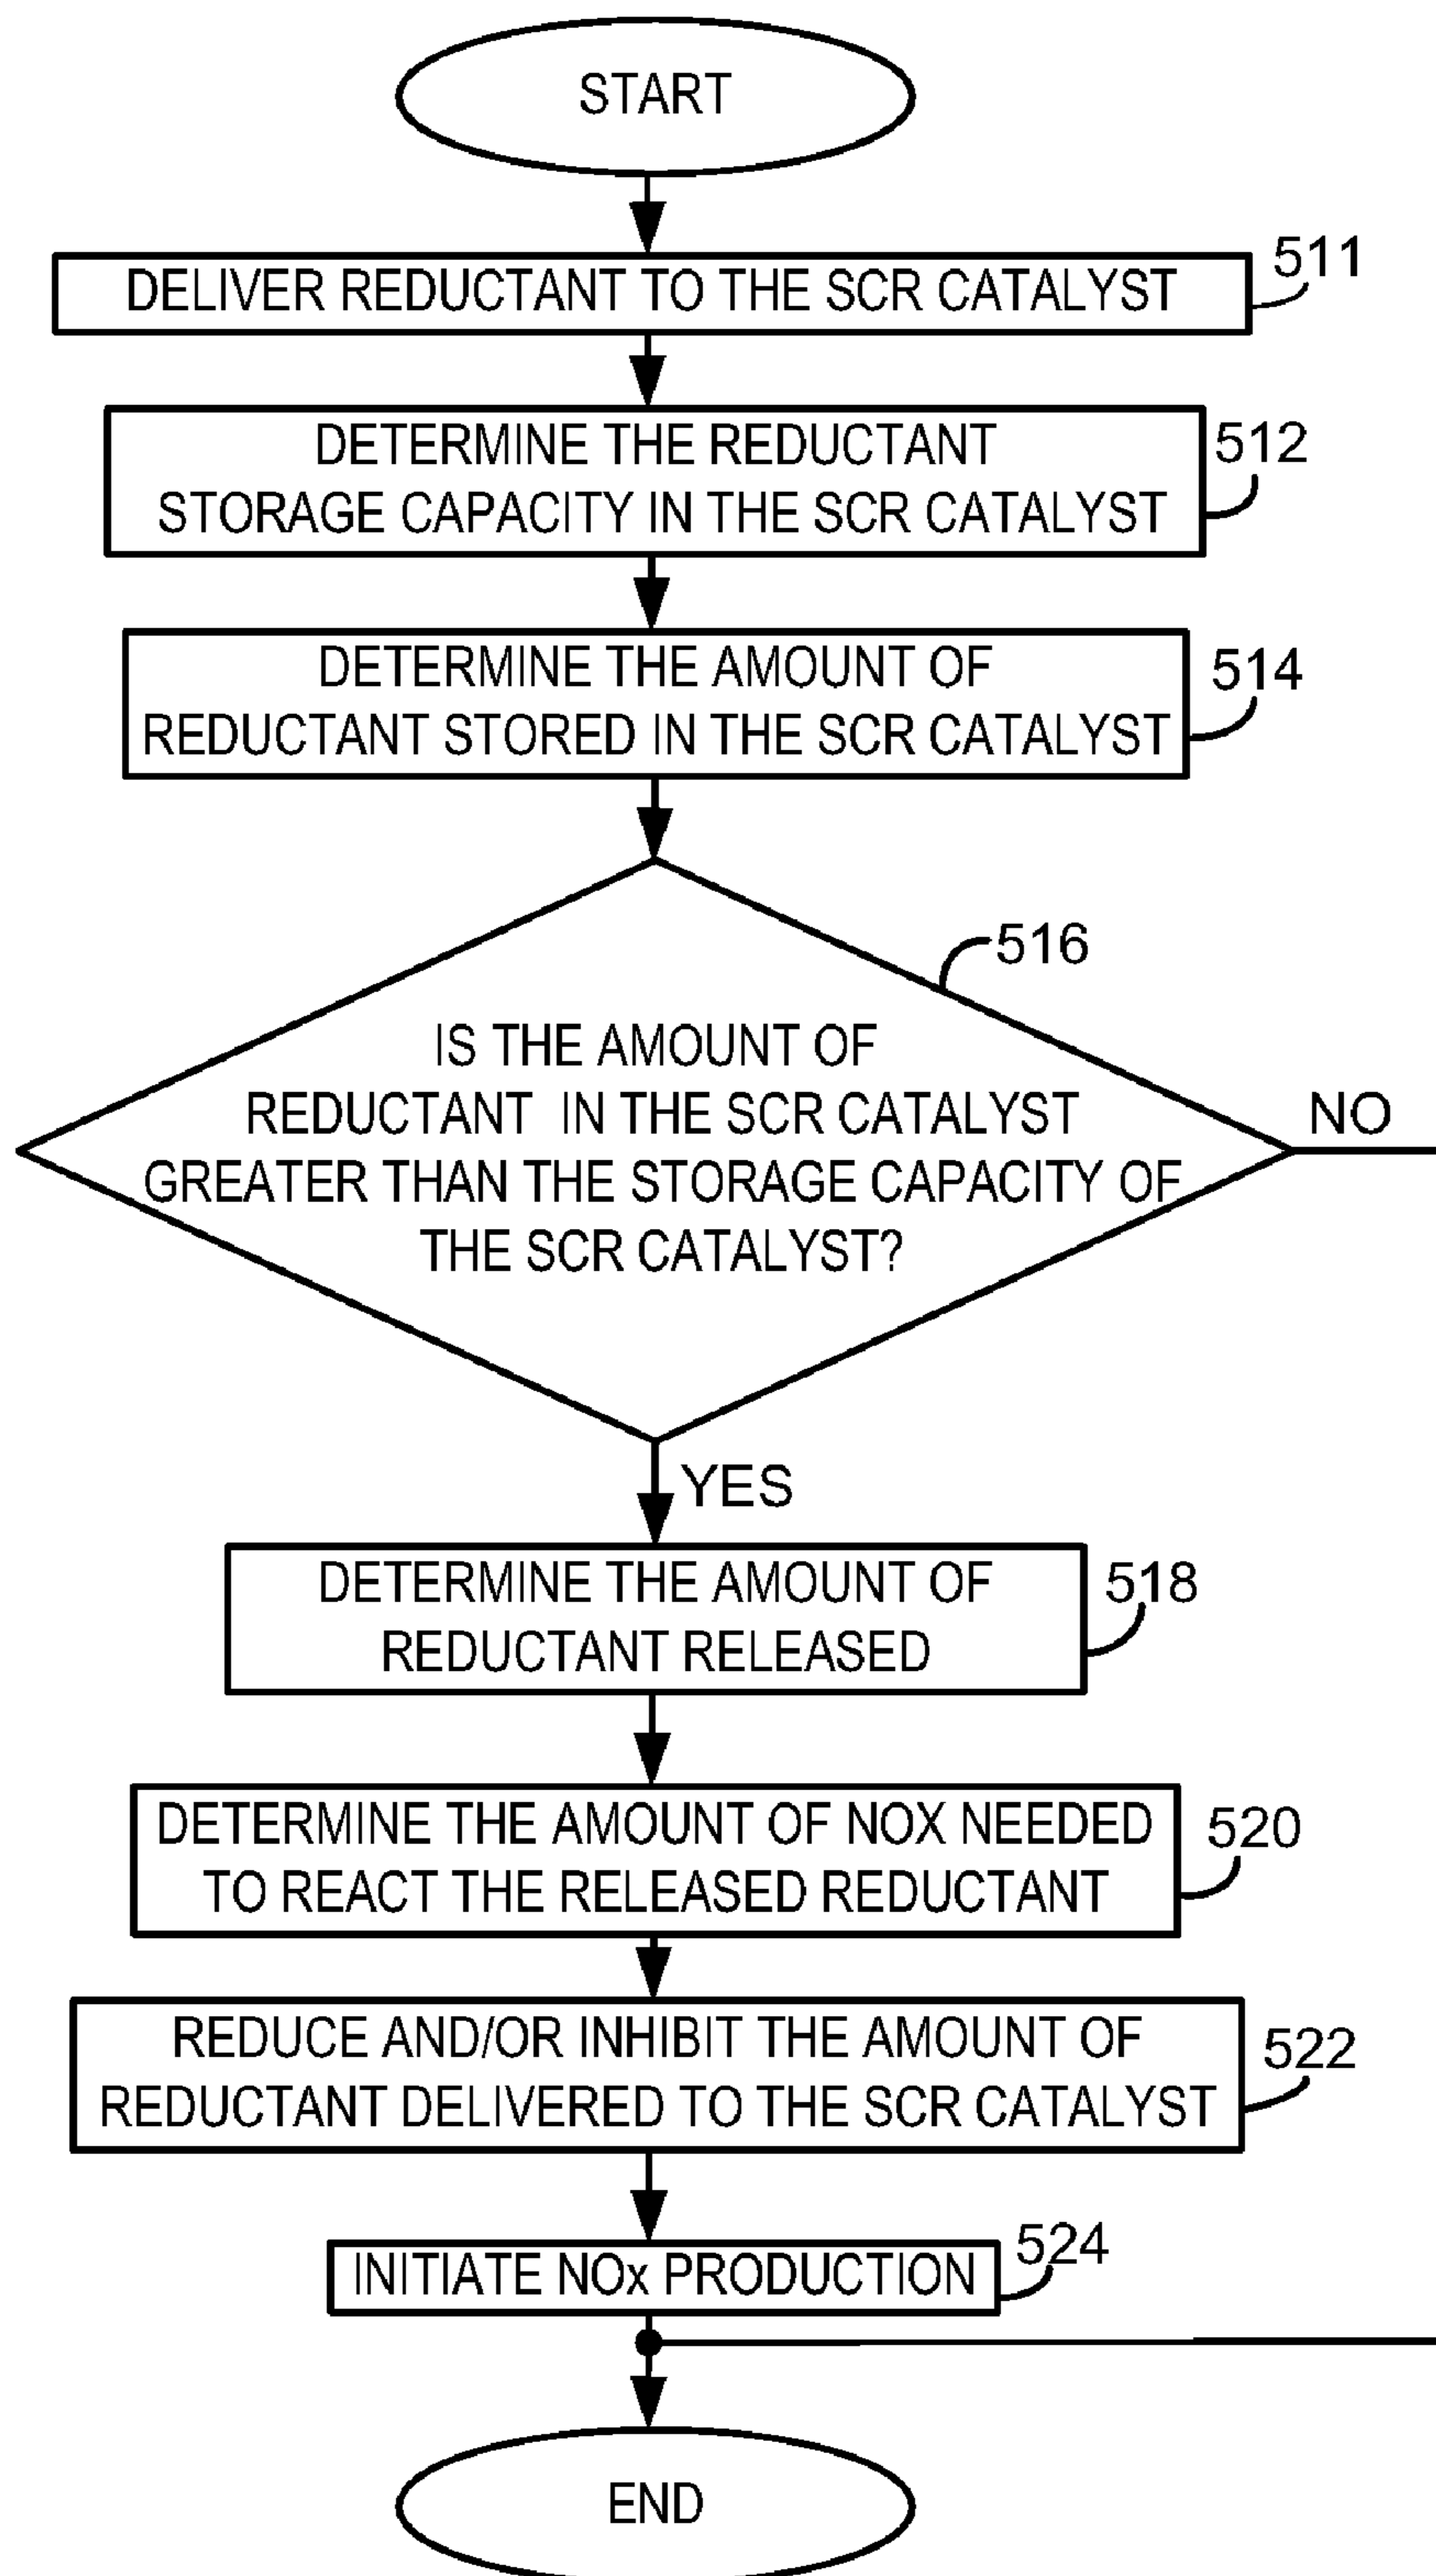 START
DELIVER REDUCTANT TO THE SCR CATALYST
511
DETERMINE THE REDUCTANT
STORAGE CAPACITY IN THE SCR CATALYST
512
DETERMINE THE AMOUNT OF
REDUCTANT STORED IN THE SCR CATALYST
514
516
IS THE AMOUNT OF
REDUCTANT IN THE SCR CATALYST
GREATER THAN THE STORAGE CAPACITY OF
THE SCR CATALYST?
NO
YES
DETERMINE THE AMOUNT OF
REDUCTANT RELEASED
518
DETERMINE THE AMOUNT OF NOX NEEDED
TO REACT THE RELEASED REDUCTANT
520
REDUCE AND/OR INHIBIT THE AMOUNT OF
REDUCTANT DELIVERED TO THE SCR CATALYST
522
INITIATE NOx PRODUCTION
524
END